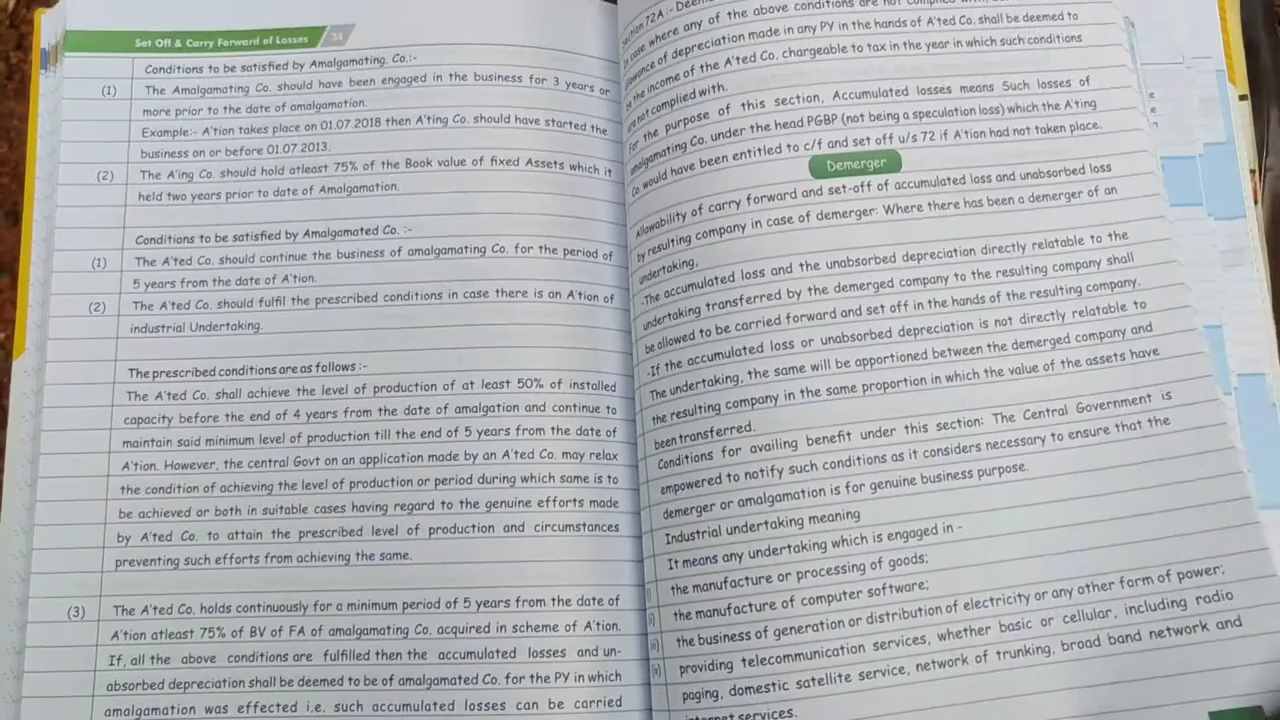 Set Off & Carry Forward of Losses 34
Conditions to be satisfied by Amalgamating. Co.:-
(1) The Amalgamating Co. should have been engaged in the business for 3 years or
more prior to the date of amalgamation.
Example:- A'tion takes place on 01.07.2018 then A'ting Co. should have started the
business on or before 01.07.2013.
(2) The A'ing Co. should hold atleast 75% of the Book value of fixed Assets which it
held two years prior to date of Amalgamation.
Conditions to be satisfied by Amalgamated Co. :-
(1) The A'ted Co. should continue the business of amalgamating Co. for the period of
5 years from the date of A'tion.
(2) The A'ted Co. should fulfil the prescribed conditions in case there is an A'tion of
industrial Undertaking.
The prescribed conditions are as follows :-
The A'ted Co. shall achieve the level of production of at least 50% of installed
capacity before the end of 4 years from the date of amalgation and continue to
maintain said minimum level of production till the end of 5 years from the date of
A'tion. However, the central Govt on an application made by an A'ted Co. may relax
the condition of achieving the level of production or period during which same is to
be achieved or both in suitable cases having regard to the genuine efforts made
by A'ted Co. to attain the prescribed level of production and circumstances
preventing such efforts from achieving the same.
(3) The A'ted Co. holds continuously for a minimum period of 5 years from the date of
A'tion atleast 75% of BV of FA of amalgamating Co. acquired in scheme of A'tion.
If, all the above conditions are fulfilled then the accumulated losses and un-
absorbed depreciation shall be deemed to be of amalgamated Co. for the PY in which
amalgamation was effected i.e. such accumulated losses can be carried
72A :-
case where any of the above conditions are not complied
of depreciation made in any PY in the hands of A'ted Co. shall be deemed to
be the income of the A'ted Co. chargeable to tax in the year in which such conditions
are not complied with.
For the purpose of this section, Accumulated losses means Such losses of
amalgamating Co. under the head PGBP (not being a speculation loss) which the A'ting
Co would have been entitled to c/f and set off u/s 72 if A'tion had not taken place.
Demerger
Allowability of carry forward and set-off of accumulated loss and unabsorbed loss
by resulting company in case of demerger: Where there has been a demerger of an
undertaking,
-The accumulated loss and the unabsorbed depreciation directly relatable to the
undertaking transferred by the demerged company to the resulting company shall
be allowed to be carried forward and set off in the hands of the resulting company.
-If the accumulated loss or unabsorbed depreciation is not directly relatable to
The undertaking, the same will be apportioned between the demerged company and
the resulting company in the same proportion in which the value of the assets have
been transferred.
Conditions for availing benefit under this section: The Central Government is
empowered to notify such conditions as it considers necessary to ensure that the
demerger or amalgamation is for genuine business purpose.
Industrial undertaking meaning
It means any undertaking which is engaged in -
the manufacture or processing of goods;
the manufacture of computer software;
the business of generation or distribution of electricity or any other form of power;
providing telecommunication services, whether basic or cellular, including radio
paging, domestic satellite service, network of trunking, broad band network and
services.